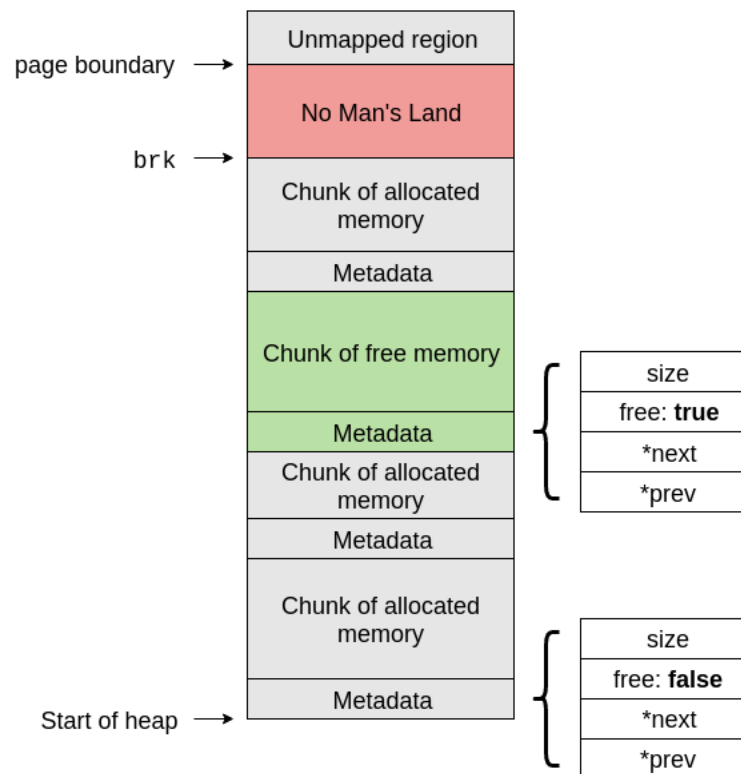 Unmapped region
page boundary
No Man's Land
brk
Chunk of allocated
memory
Metadata
Chunk of free memory
Metadata
size
free: true
*next
*prev
Chunk of allocated
memory
Metadata
Chunk of allocated
memory
Metadata
Start of heap
size
free: false
*next
*prev